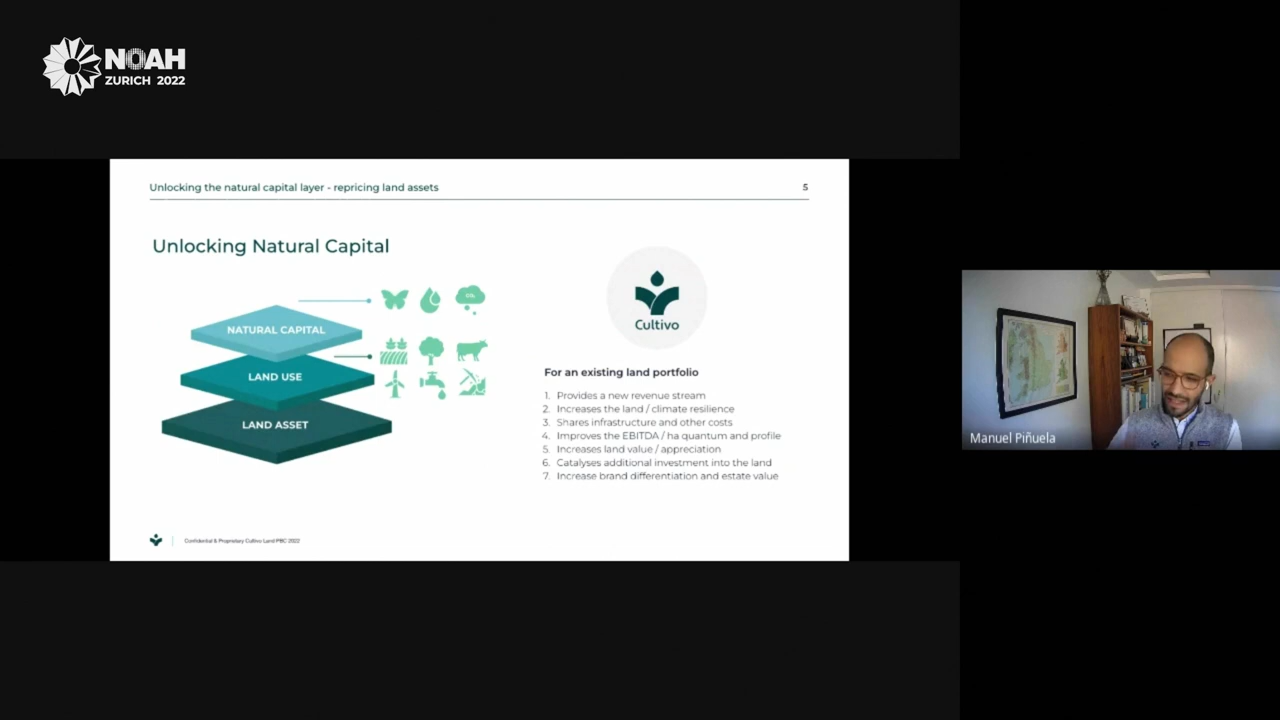 NOAH
ZURICH 2022
Unlocking the natural capital layer - repricing land assets
5
Unlocking Natural Capital
NATURAL CAPITAL
LAND USE
LAND ASSET
Cultivo
For an existing land portfolio
1. Provides a new revenue stream
2. Increases the land / climate resilience
3. Shares infrastructure and other costs
4. Improves the EBITDA / ha quantum and profile
5. Increases land value / appreciation
6. Catalyses additional investment into the land
7. Increase brand differentiation and estate value
Confidential & Proprietary Cultivo Land PBC 2022
Manuel Piñuela